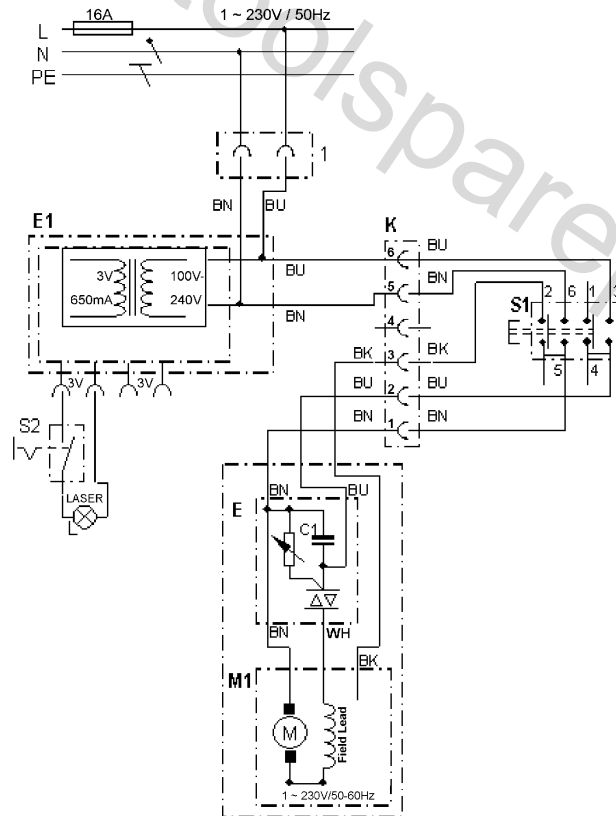 16A 1 ~ 230V / 50Hz
L
N
PE
1
BN BU
E1
K
6 BU
3V 100V-
650mA 240V
BU
5 BN
BN
4
2 6 1 3
S1
BK 3 BK
5 4
3V 3V
BU 2 BU
S2
BN 1 BN
LASER
L
BN BU
E
C1
BN WH
BK
M1
M
Field Lead
1 ~ 230V/50-60Hz
toolspare